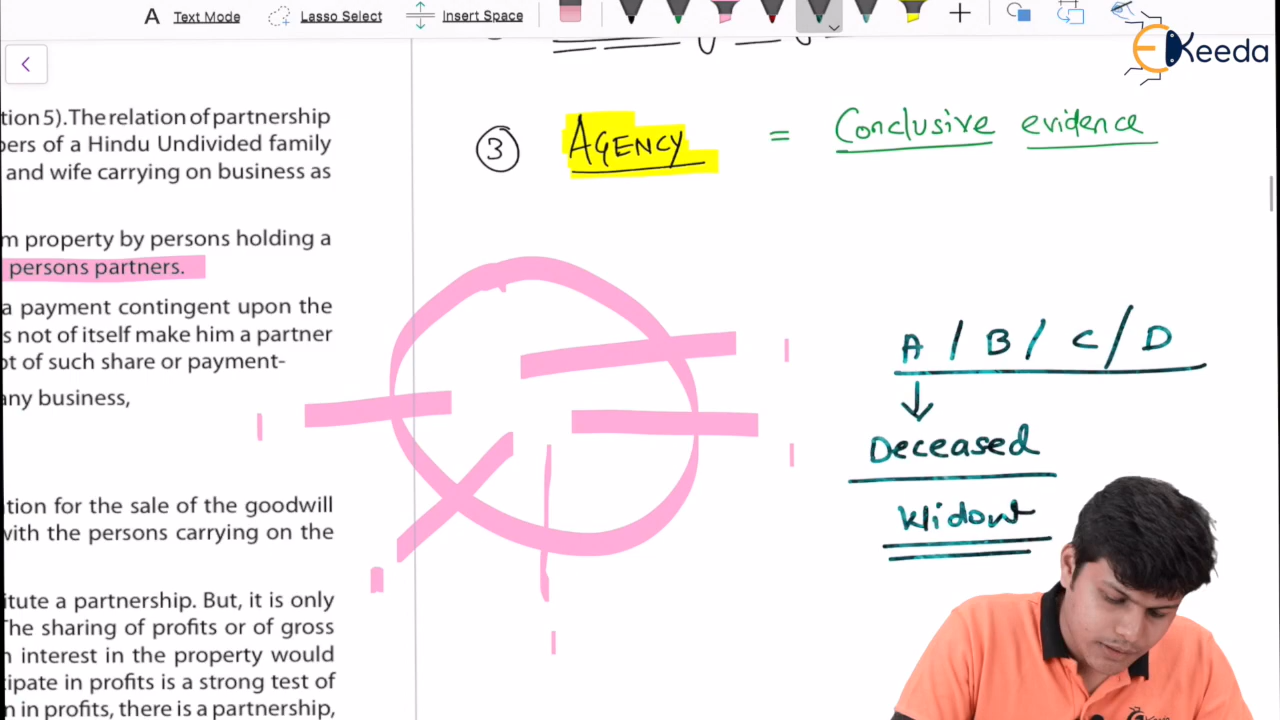 A Text Mode Lasso Select Insert Space
EKeeda
tion 5). The relation of partnership
bers of a Hindu Undivided family
and wife carrying on business as
m property by persons holding a
persons partners.
a payment contingent upon the
s not of itself make him a partner
ot of such share or payment-
any business,
tion for the sale of the goodwill
with the persons carrying on the
itute a partnership. But, it is only
The sharing of profits or of gross
n interest in the property would
ipate in profits is a strong test of
n in profits, there is a partnership,
3 AGENCY = Conclusive evidence
A / B / C / D
Deceased
Widow